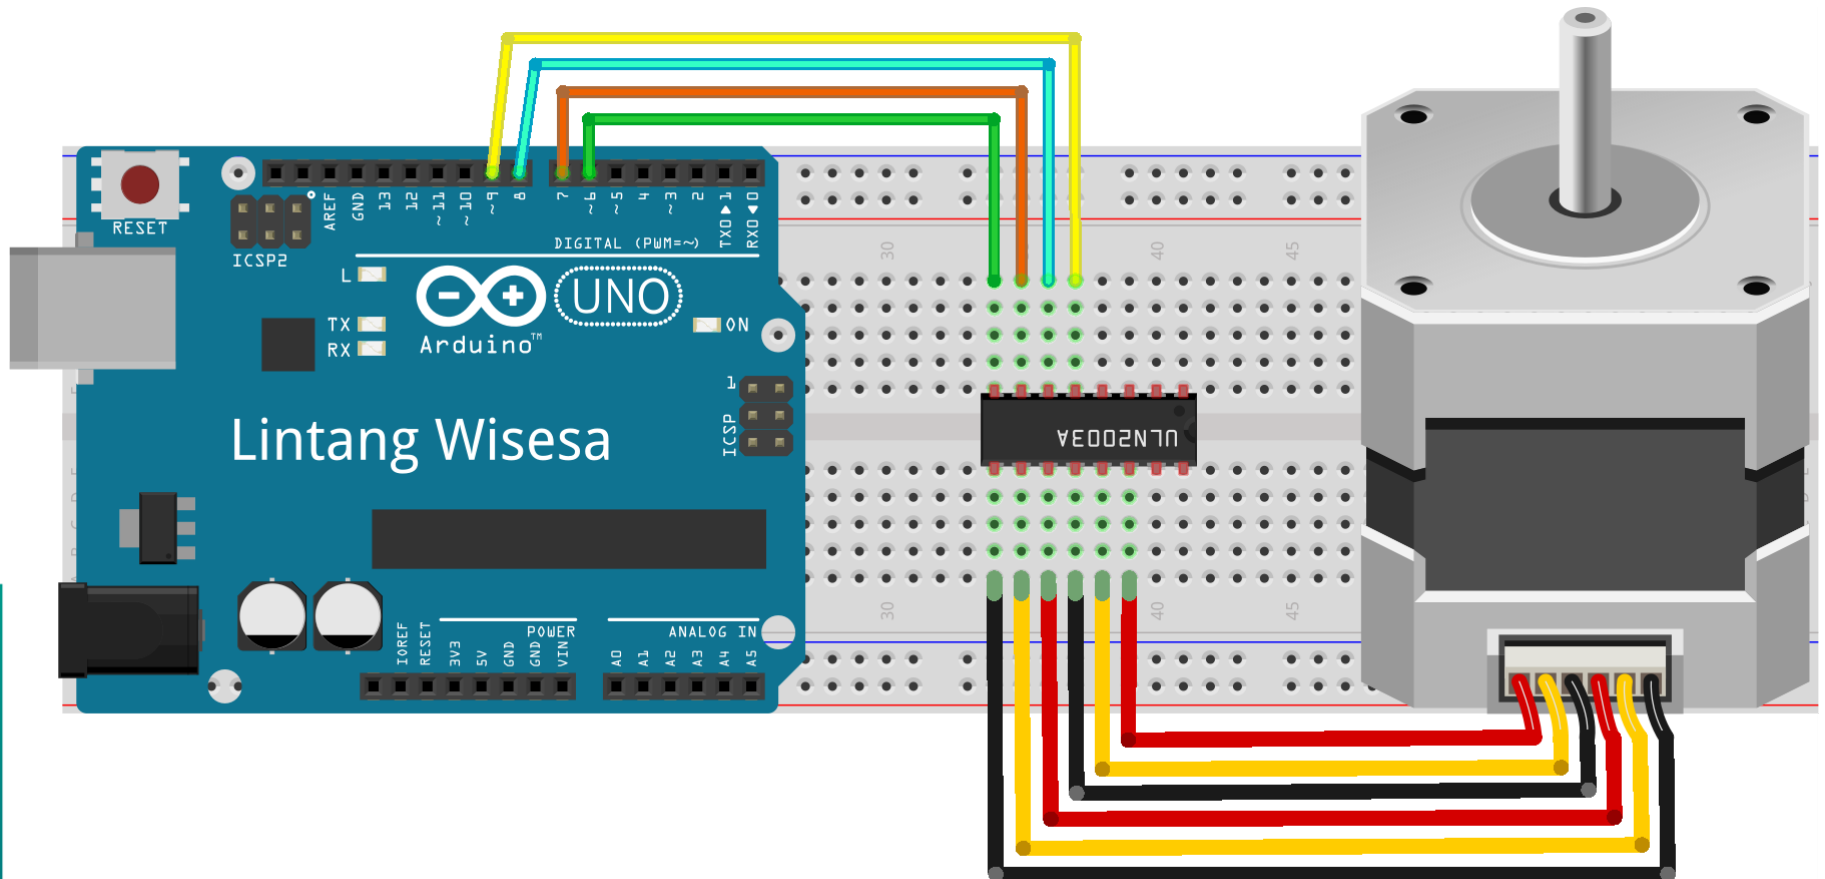 RESET
ICSP2
AREF
GND
13
12
~11
~10
~9
8
7
~6
~5
4
~3
2
TX0▶1
RX0◀0
DIGITAL (PWM=~)
L
TX
RX
UNO
Arduino™
ON
1
ICSP
Lintang Wisesa
30
40
45
ULN2003A
30
40
45
POWER
ANALOG IN
IOREF
RESET
3V3
5V
GND
GND
VIN
A0
A1
A2
A3
A4
A5